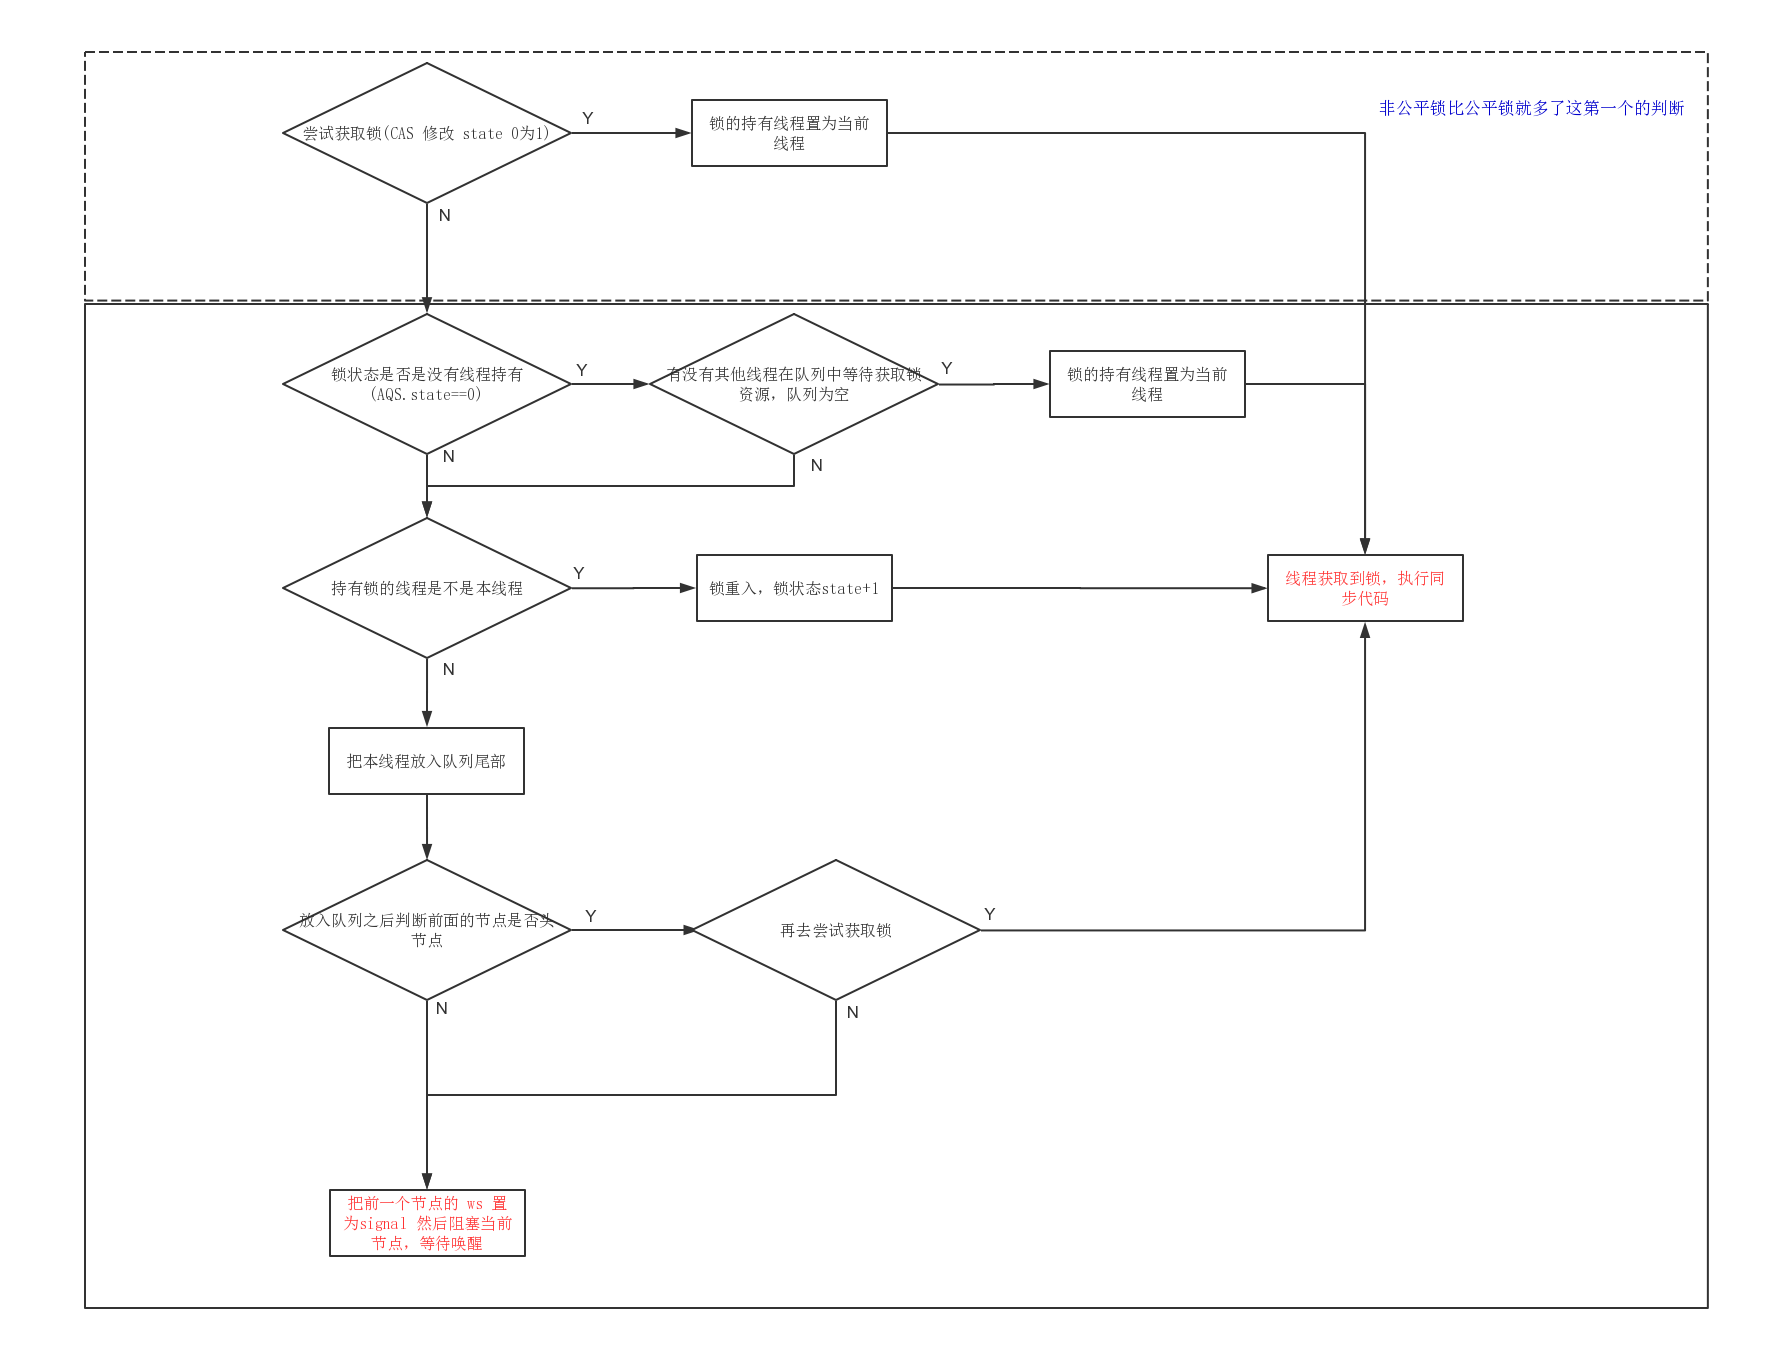 尝试获取锁(CAS 修改 state 0为1)
Y
锁的持有线程置为当前
线程
非公平锁比公平锁就多了这第一个的判断
N
锁状态是否是没有线程持有
(AQS.state==0)
Y
有没有其他线程在队列中等待获取锁
资源，队列为空
Y
锁的持有线程置为当前
线程
N
N
持有锁的线程是不是本线程
Y
锁重入，锁状态state+1
线程获取到锁，执行同
步代码
N
把本线程放入队列尾部
放入队列之后判断前面的节点是否头
节点
Y
再去尝试获取锁
Y
N
N
把前一个节点的 ws 置
为signal 然后阻塞当前
节点，等待唤醒